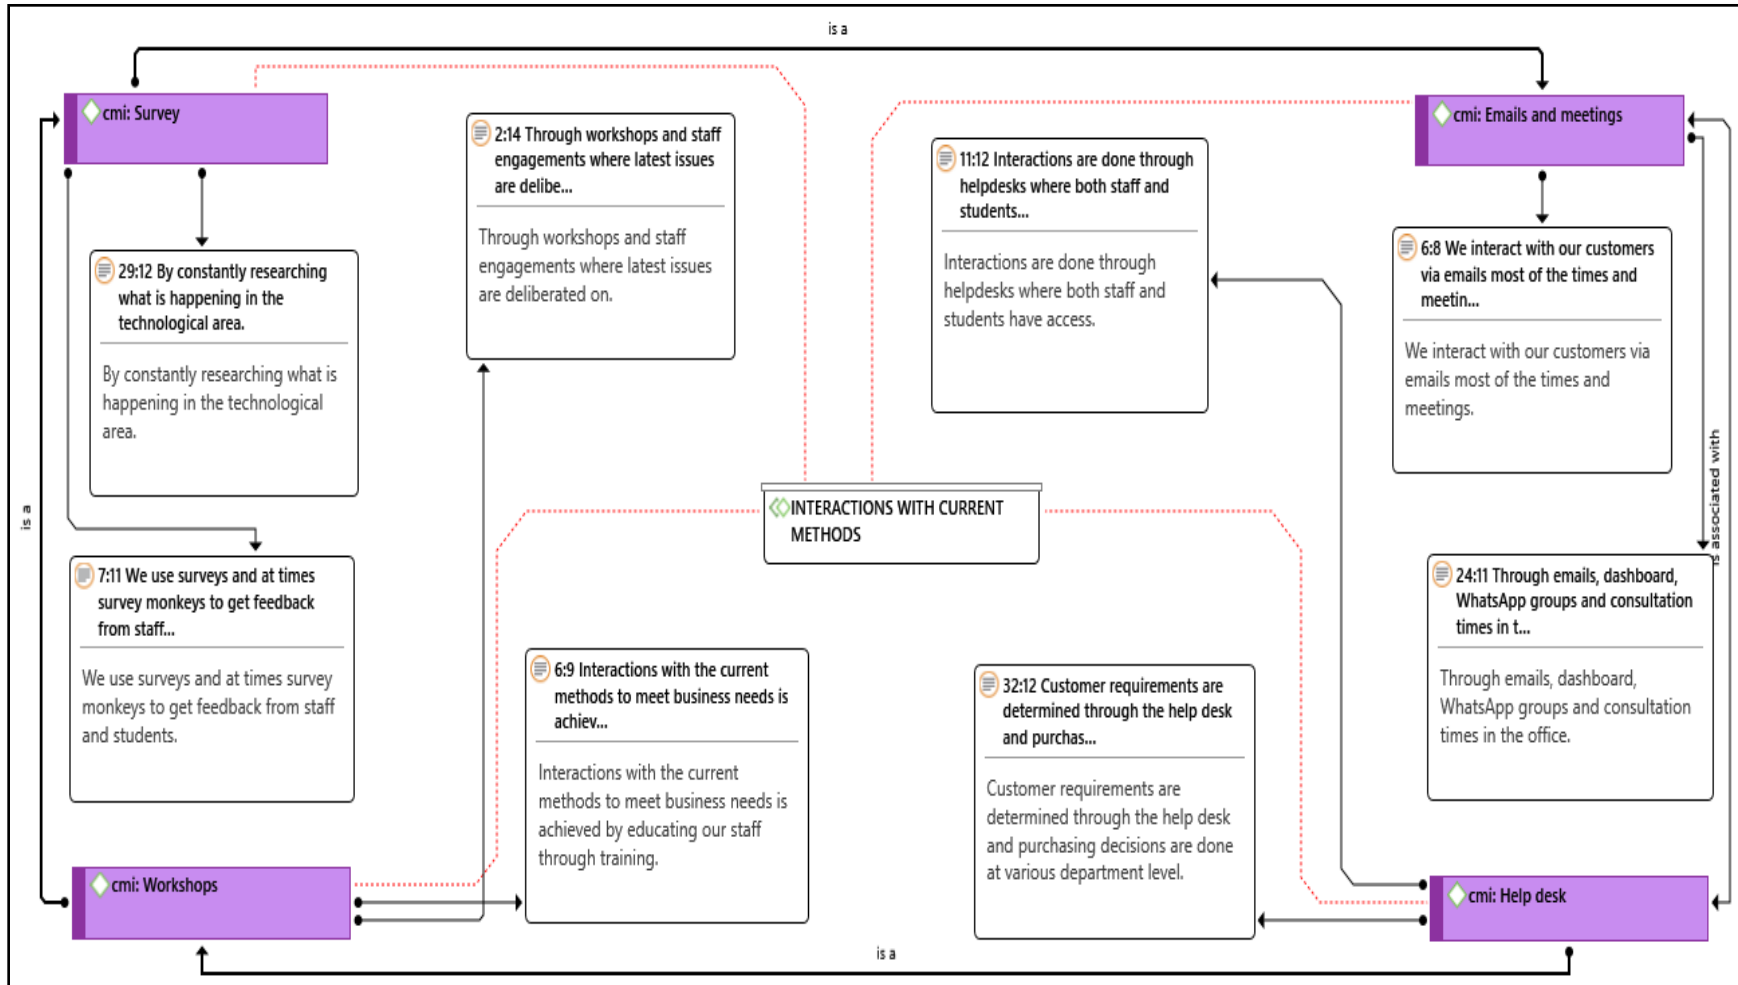 is a
cmi: Survey
cmi: Emails and meetings
2:14 Through workshops and staff
engagements where latest issues
are delibe...
Through workshops and staff
engagements where latest issues
are deliberated on.
11:12 Interactions are done through
helpdesks where both staff and
students...
Interactions are done through
helpdesks where both staff and
students have access.
29:12 By constantly researching
what is happening in the
technological area.
By constantly researching what is
happening in the technological
area.
6:8 We interact with our customers
via emails most of the times and
meetin...
We interact with our customers via
emails most of the times and
meetings.
is a
is associated with
INTERACTIONS WITH CURRENT
METHODS
7:11 We use surveys and at times
survey monkeys to get feedback
from staff...
We use surveys and at times survey
monkeys to get feedback from staff
and students.
24:11 Through emails, dashboard,
WhatsApp groups and consultation
times in t...
Through emails, dashboard,
WhatsApp groups and consultation
times in the office.
6:9 Interactions with the current
methods to meet business needs is
achiev...
Interactions with the current
methods to meet business needs is
achieved by educating our staff
through training.
32:12 Customer requirements are
determined through the help desk
and purchas...
Customer requirements are
determined through the help desk
and purchasing decisions are done
at various department level.
cmi: Workshops
cmi: Help desk
is a